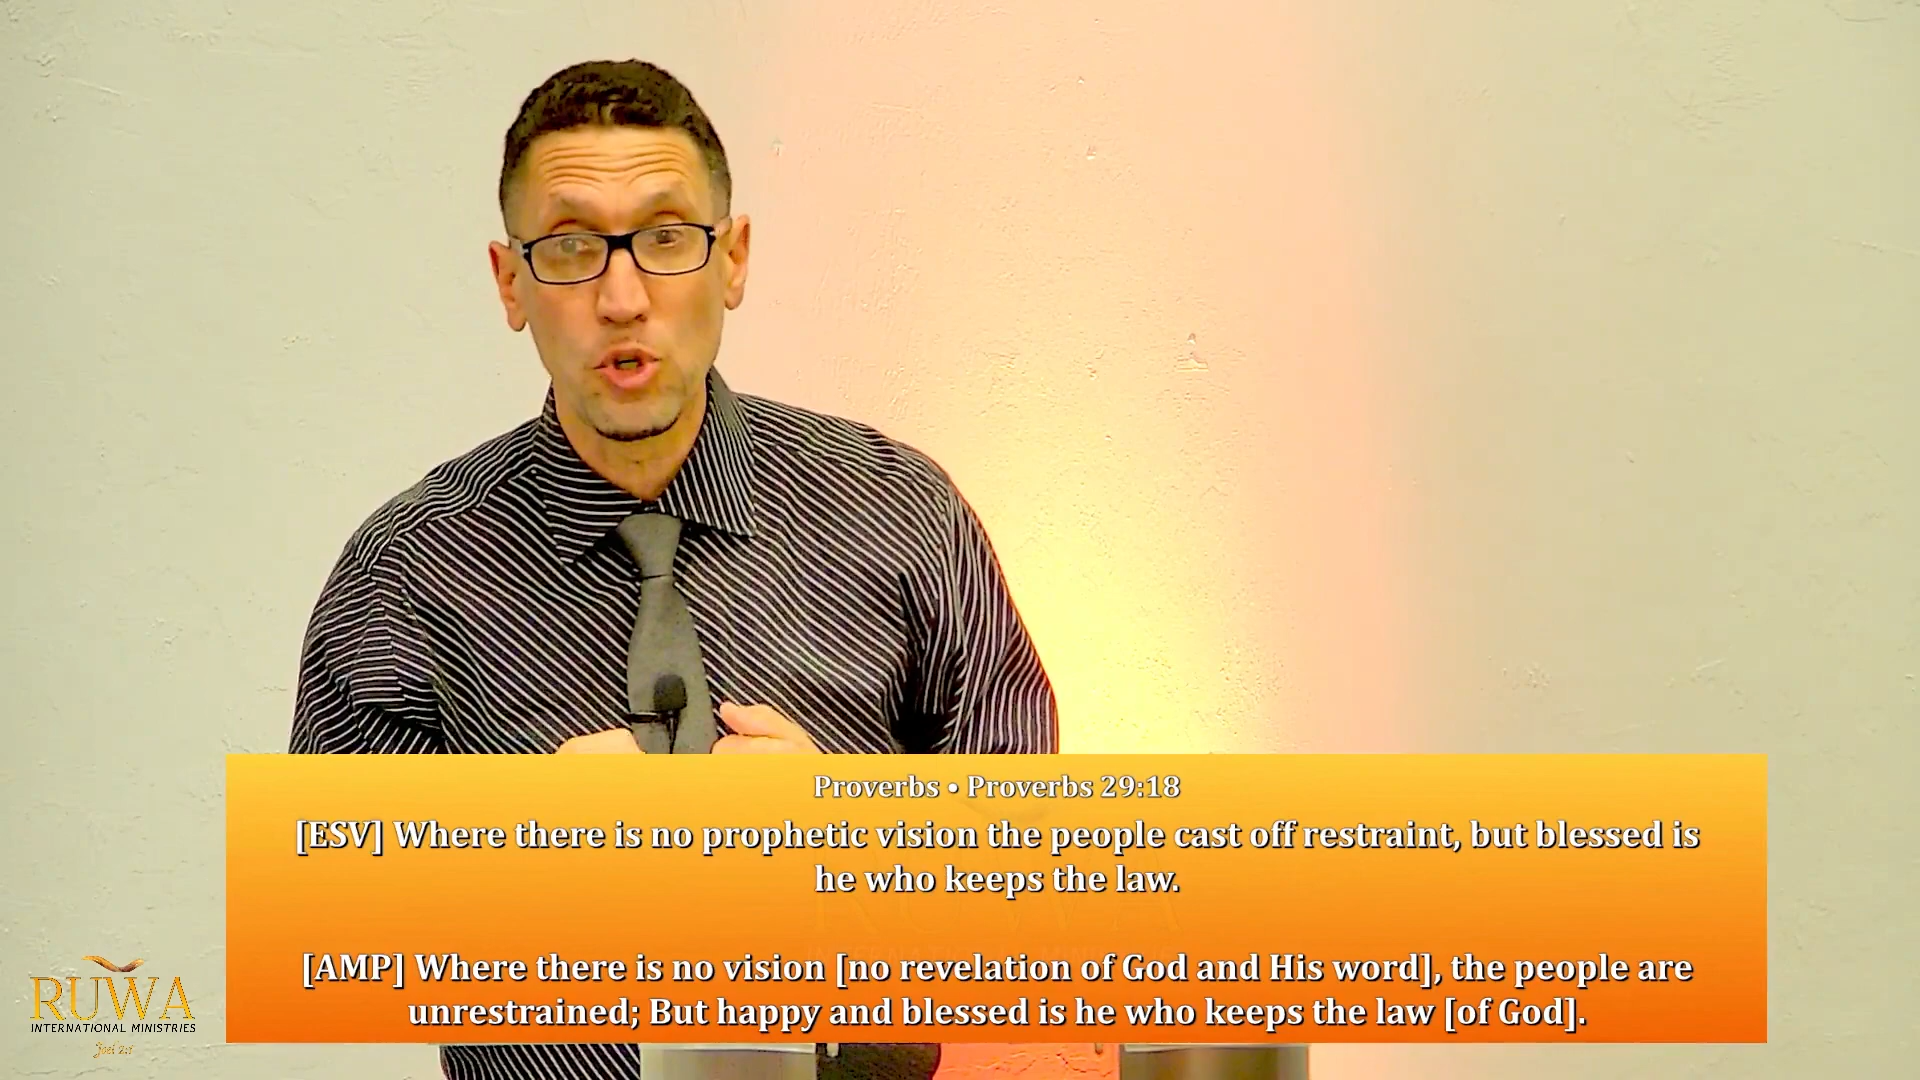 Proverbs • Proverbs 29:18
[ESV] Where there is no prophetic vision the people cast off restraint, but blessed is
he who keeps the law.
[AMP] Where there is no vision [no revelation of God and His word], the people are
unrestrained; But happy and blessed is he who keeps the law [of God].
RUWA
INTERNATIONAL MINISTRIES